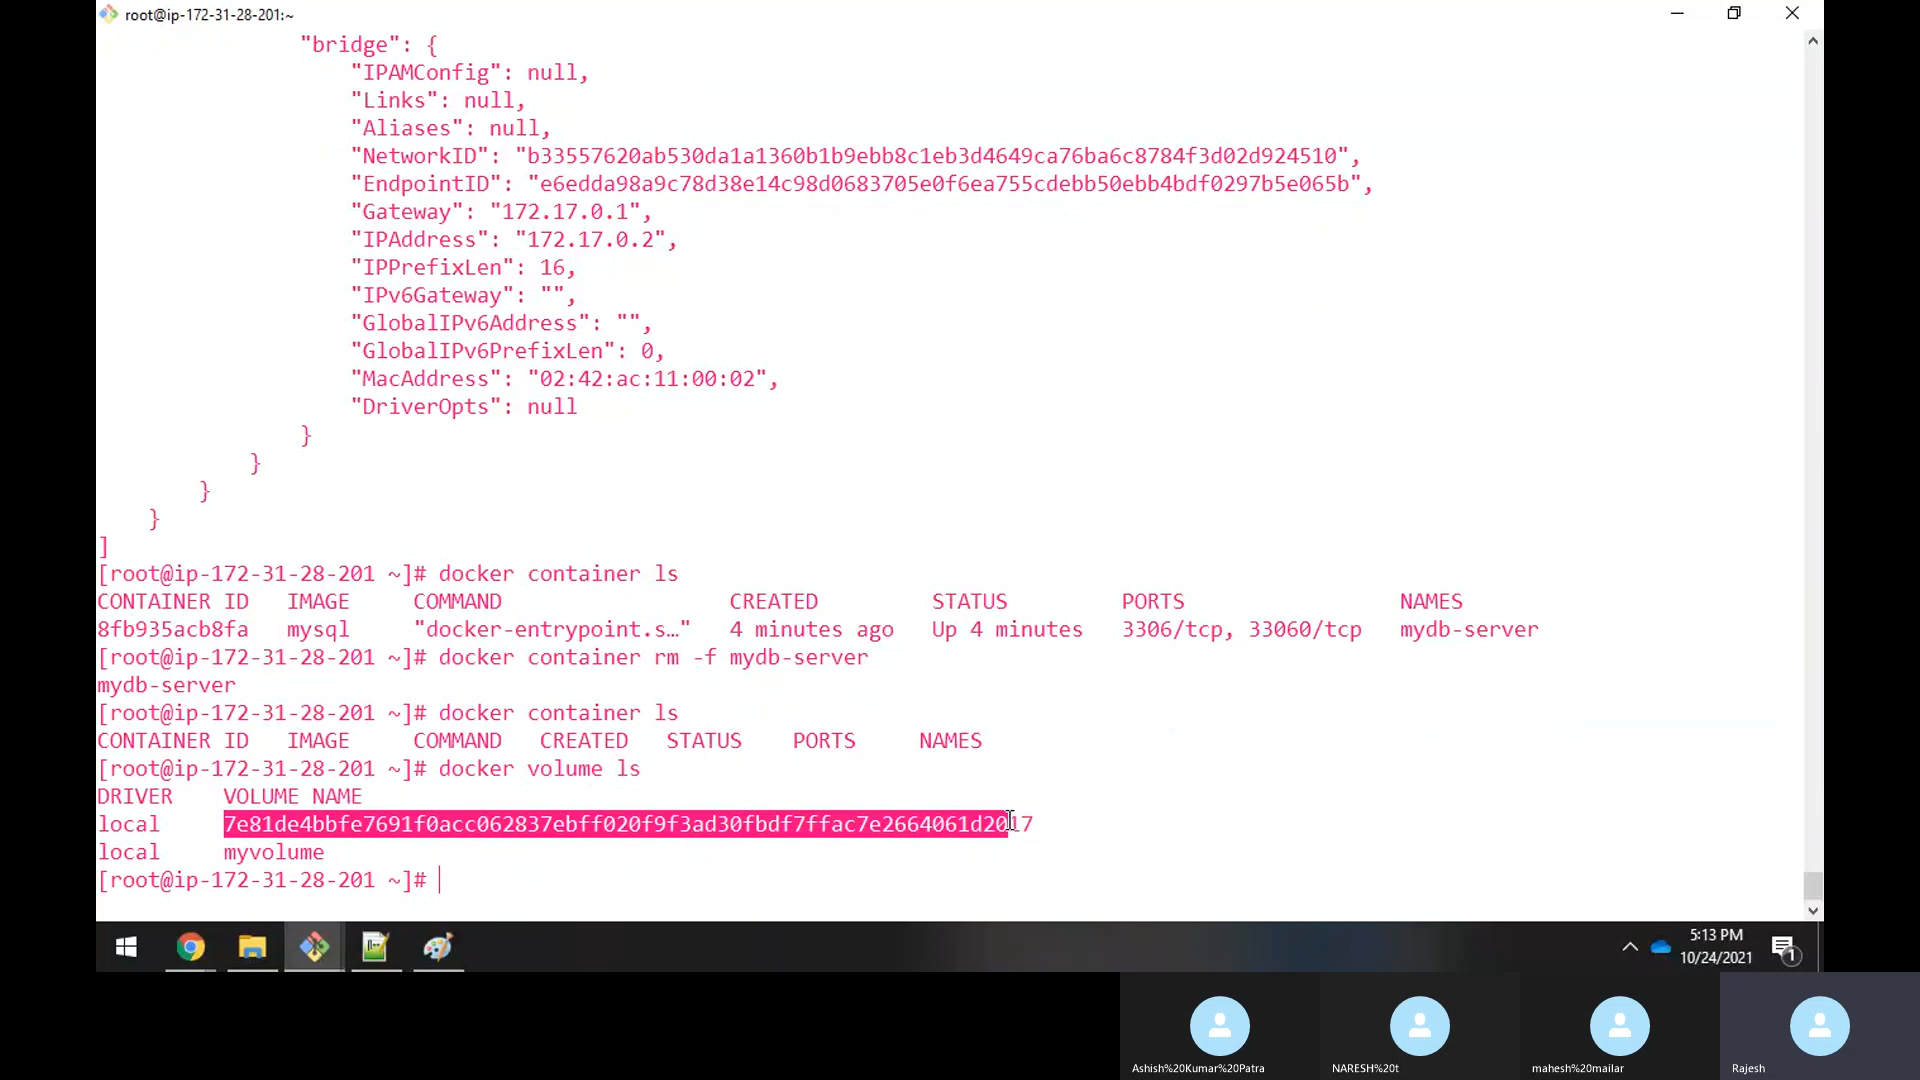 root@ip-172-31-28-201:~
"bridge": {
"IPAMConfig": null,
"Links": null,
"Aliases": null,
"NetworkID": "b33557620ab530da1a1360b1b9ebb8c1eb3d4649ca76ba6c8784f3d02d924510",
"EndpointID": "e6edda98a9c78d38e14c98d0683705e0f6ea755cdebb50ebb4bdf0297b5e065b",
"Gateway": "172.17.0.1",
"IPAddress": "172.17.0.2",
"IPPrefixLen": 16,
"IPv6Gateway": "",
"GlobalIPv6Address": "",
"GlobalIPv6PrefixLen": 0,
"MacAddress": "02:42:ac:11:00:02",
"DriverOpts": null
}
}
}
}
]
[root@ip-172-31-28-201 ~]# docker container ls
CONTAINER ID IMAGE COMMAND CREATED STATUS PORTS NAMES
8fb935acb8fa mysql "docker-entrypoint.s…" 4 minutes ago Up 4 minutes 3306/tcp, 33060/tcp mydb-server
[root@ip-172-31-28-201 ~]# docker container rm -f mydb-server
mydb-server
[root@ip-172-31-28-201 ~]# docker container ls
CONTAINER ID IMAGE COMMAND CREATED STATUS PORTS NAMES
[root@ip-172-31-28-201 ~]# docker volume ls
DRIVER VOLUME NAME
local 7e81de4bbfe7691f0acc062837ebff020f9f3ad30fbdf7ffac7e2664061d2017
local myvolume
[root@ip-172-31-28-201 ~]#
5:13 PM
10/24/2021
1
Ashish%20Kumar%20Patra
NARESH%20t
mahesh%20mailar
Rajesh